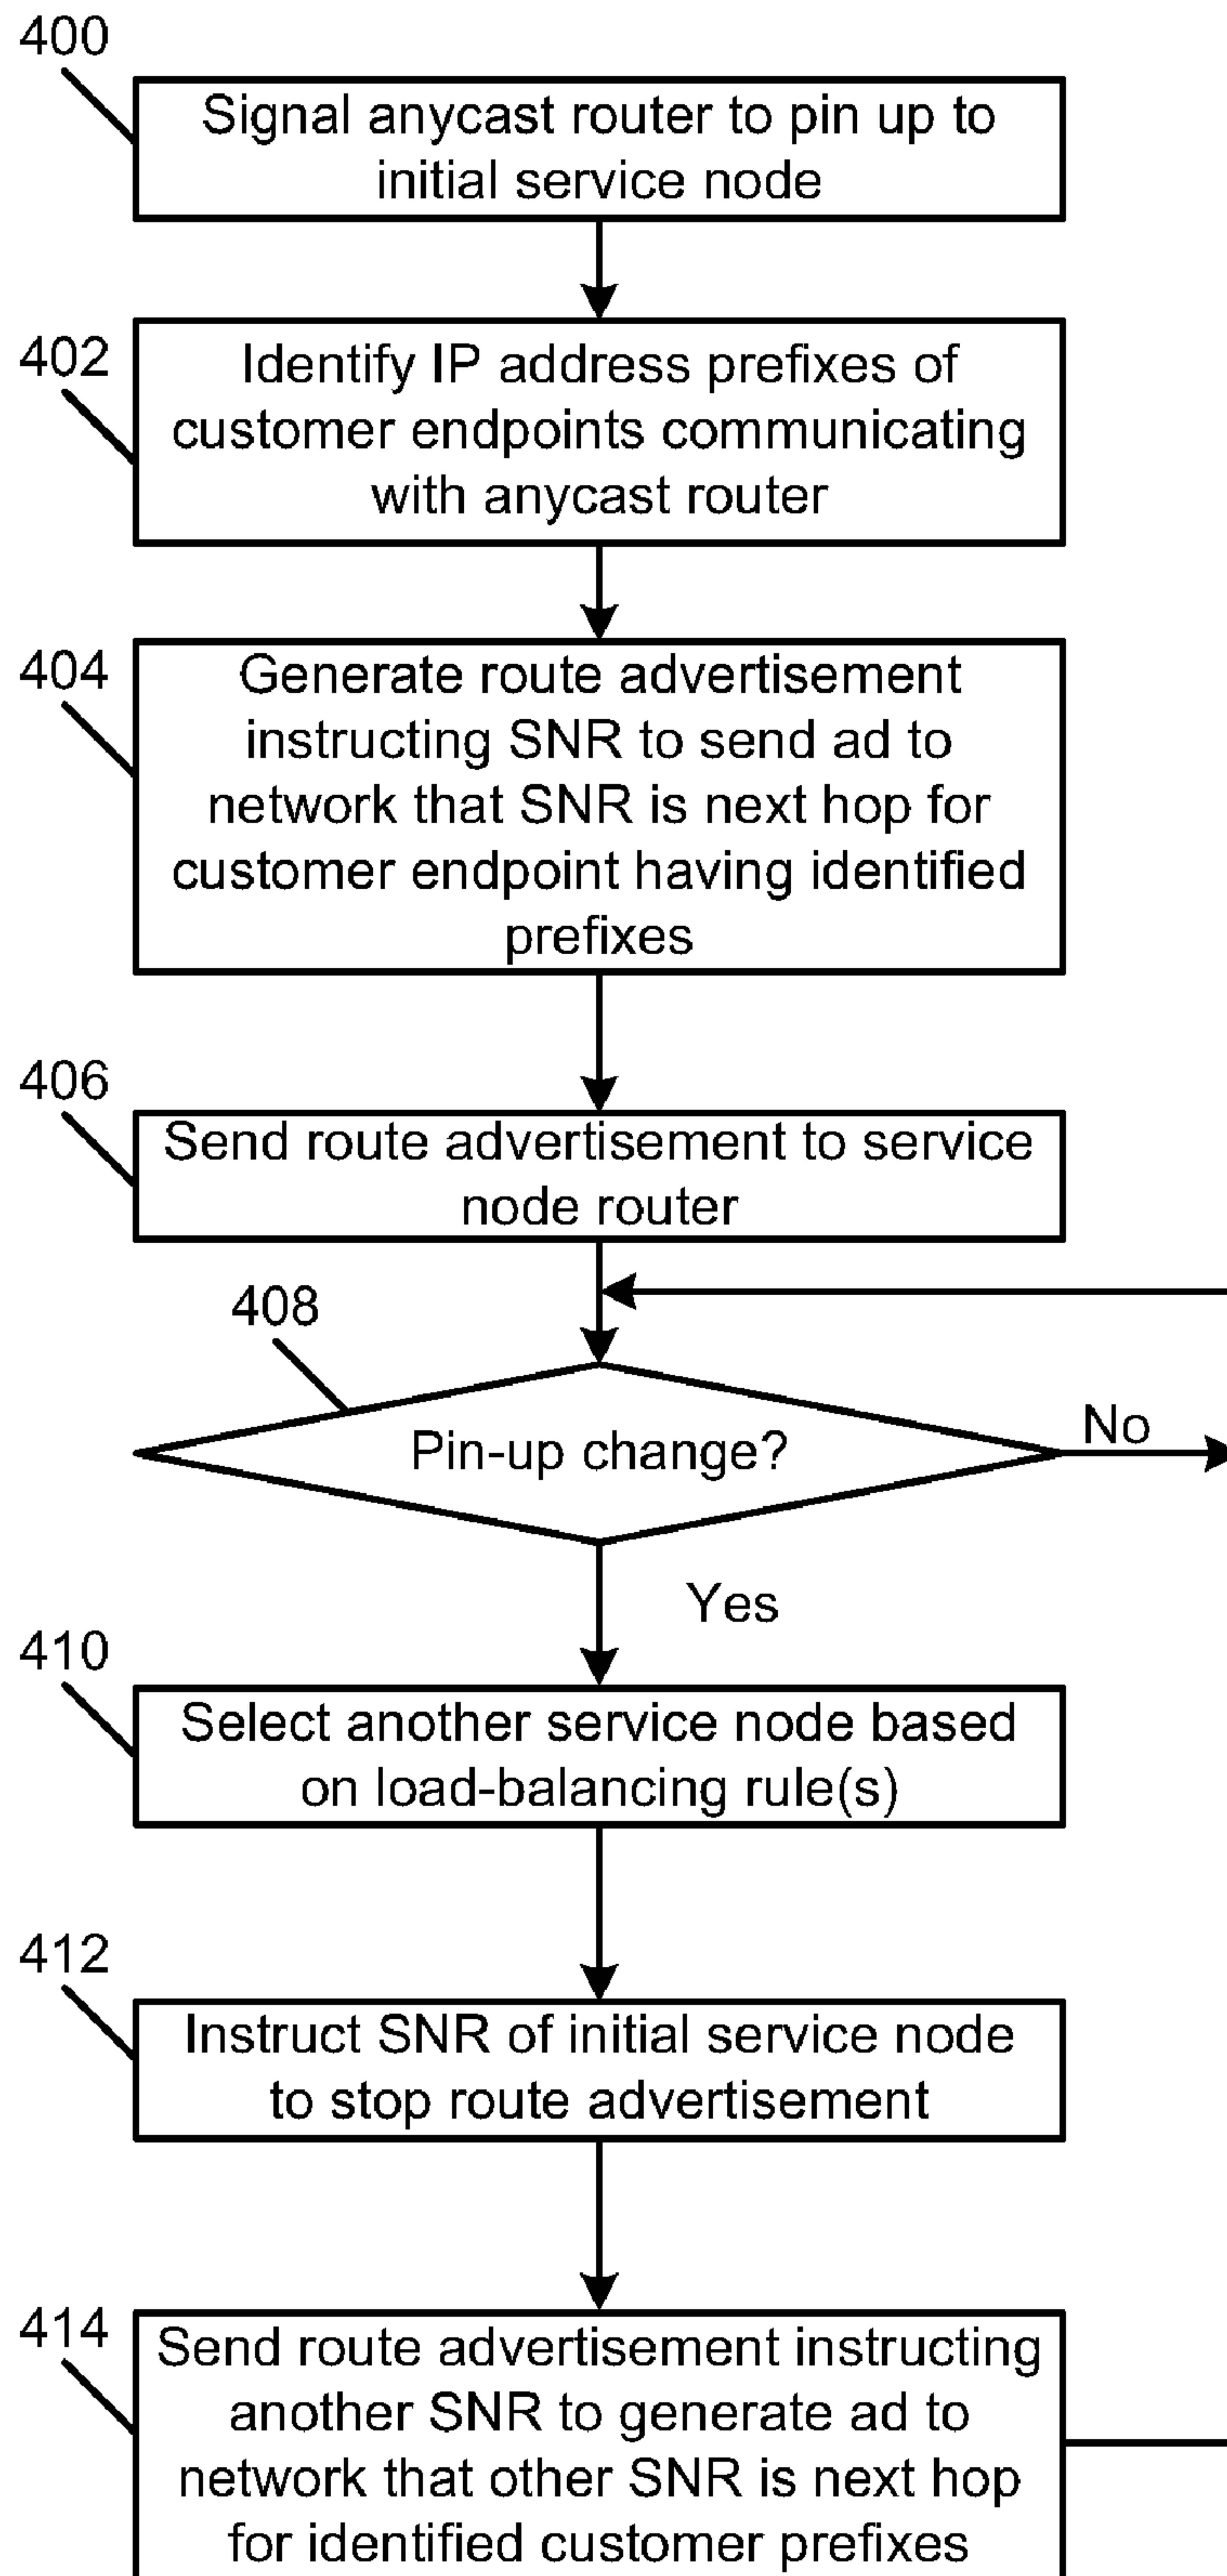 400
Signal anycast router to pin up to
initial service node
402
Identify IP address prefixes of
customer endpoints communicating
with anycast router
404
Generate route advertisement
instructing SNR to send ad to
network that SNR is next hop for
customer endpoint having identified
prefixes
406
Send route advertisement to service
node router
408
Pin-up change?
No
Yes
410
Select another service node based
on load-balancing rule(s)
412
Instruct SNR of initial service node
to stop route advertisement
414
Send route advertisement instructing
another SNR to generate ad to
network that other SNR is next hop
for identified customer prefixes